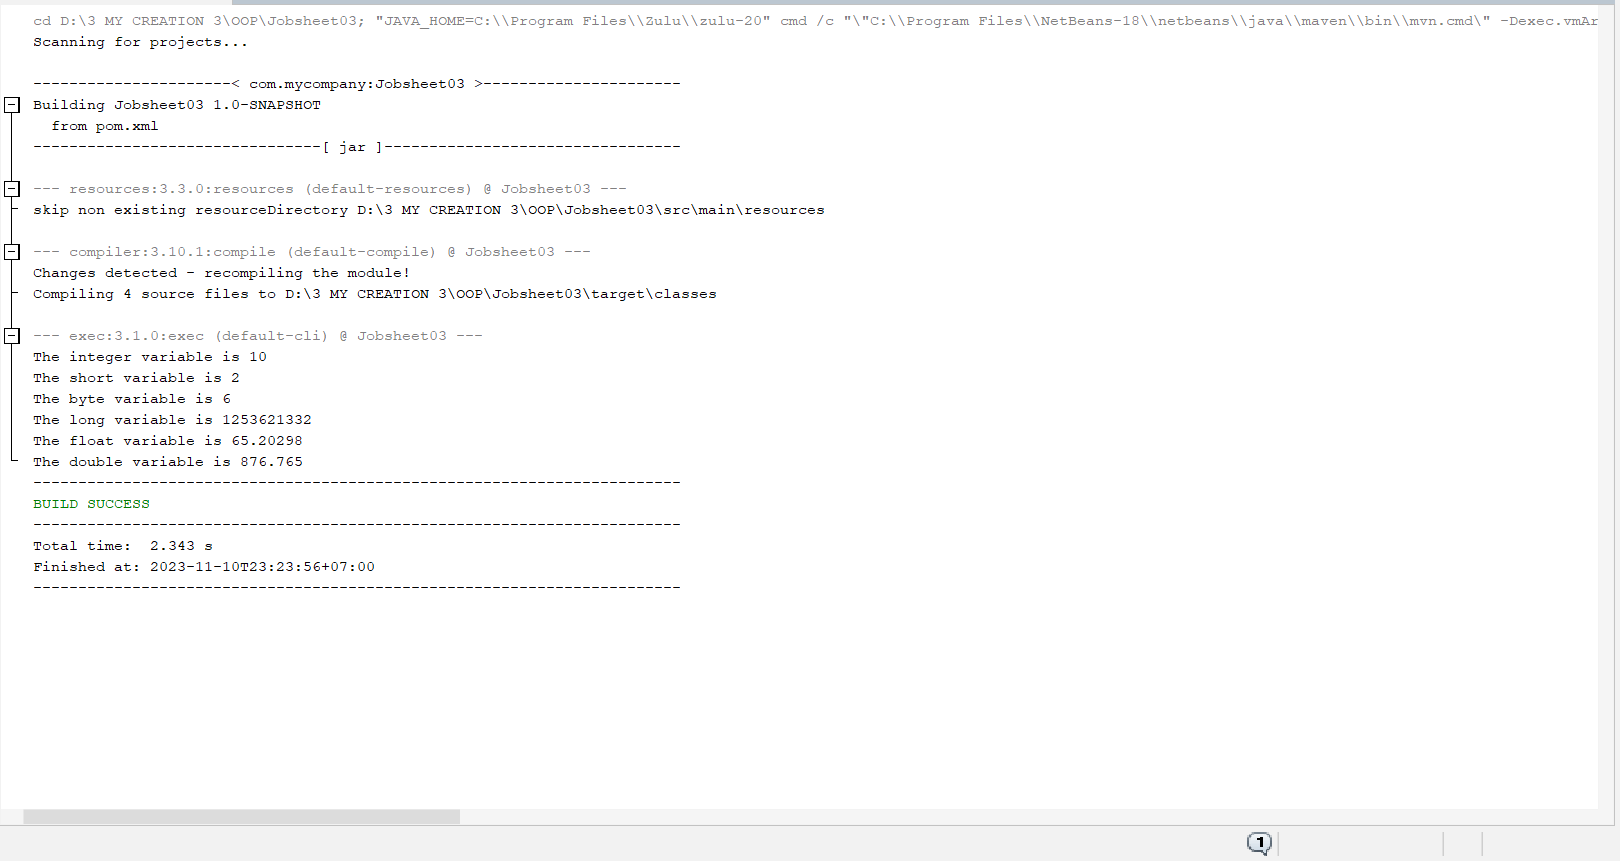 cd D:\3 MY CREATION 3\OOP\Jobsheet03; "JAVA_HOME=C:\\Program Files\\Zulu\\zulu-20" cmd /c "\"C:\\Program Files\\NetBeans-18\\netbeans\\java\\maven\\bin\\mvn.cmd\" -Dexec.vmAr
Scanning for projects...
----------------------< com.mycompany:Jobsheet03 >----------------------
Building Jobsheet03 1.0-SNAPSHOT
  from pom.xml
--------------------------------[ jar ]---------------------------------
--- resources:3.3.0:resources (default-resources) @ Jobsheet03 ---
skip non existing resourceDirectory D:\3 MY CREATION 3\OOP\Jobsheet03\src\main\resources
--- compiler:3.10.1:compile (default-compile) @ Jobsheet03 ---
Changes detected - recompiling the module!
Compiling 4 source files to D:\3 MY CREATION 3\OOP\Jobsheet03\target\classes
--- exec:3.1.0:exec (default-cli) @ Jobsheet03 ---
The integer variable is 10
The short variable is 2
The byte variable is 6
The long variable is 1253621332
The float variable is 65.20298
The double variable is 876.765
------------------------------------------------------------------------
BUILD SUCCESS
------------------------------------------------------------------------
Total time:  2.343 s
Finished at: 2023-11-10T23:23:56+07:00
------------------------------------------------------------------------
1